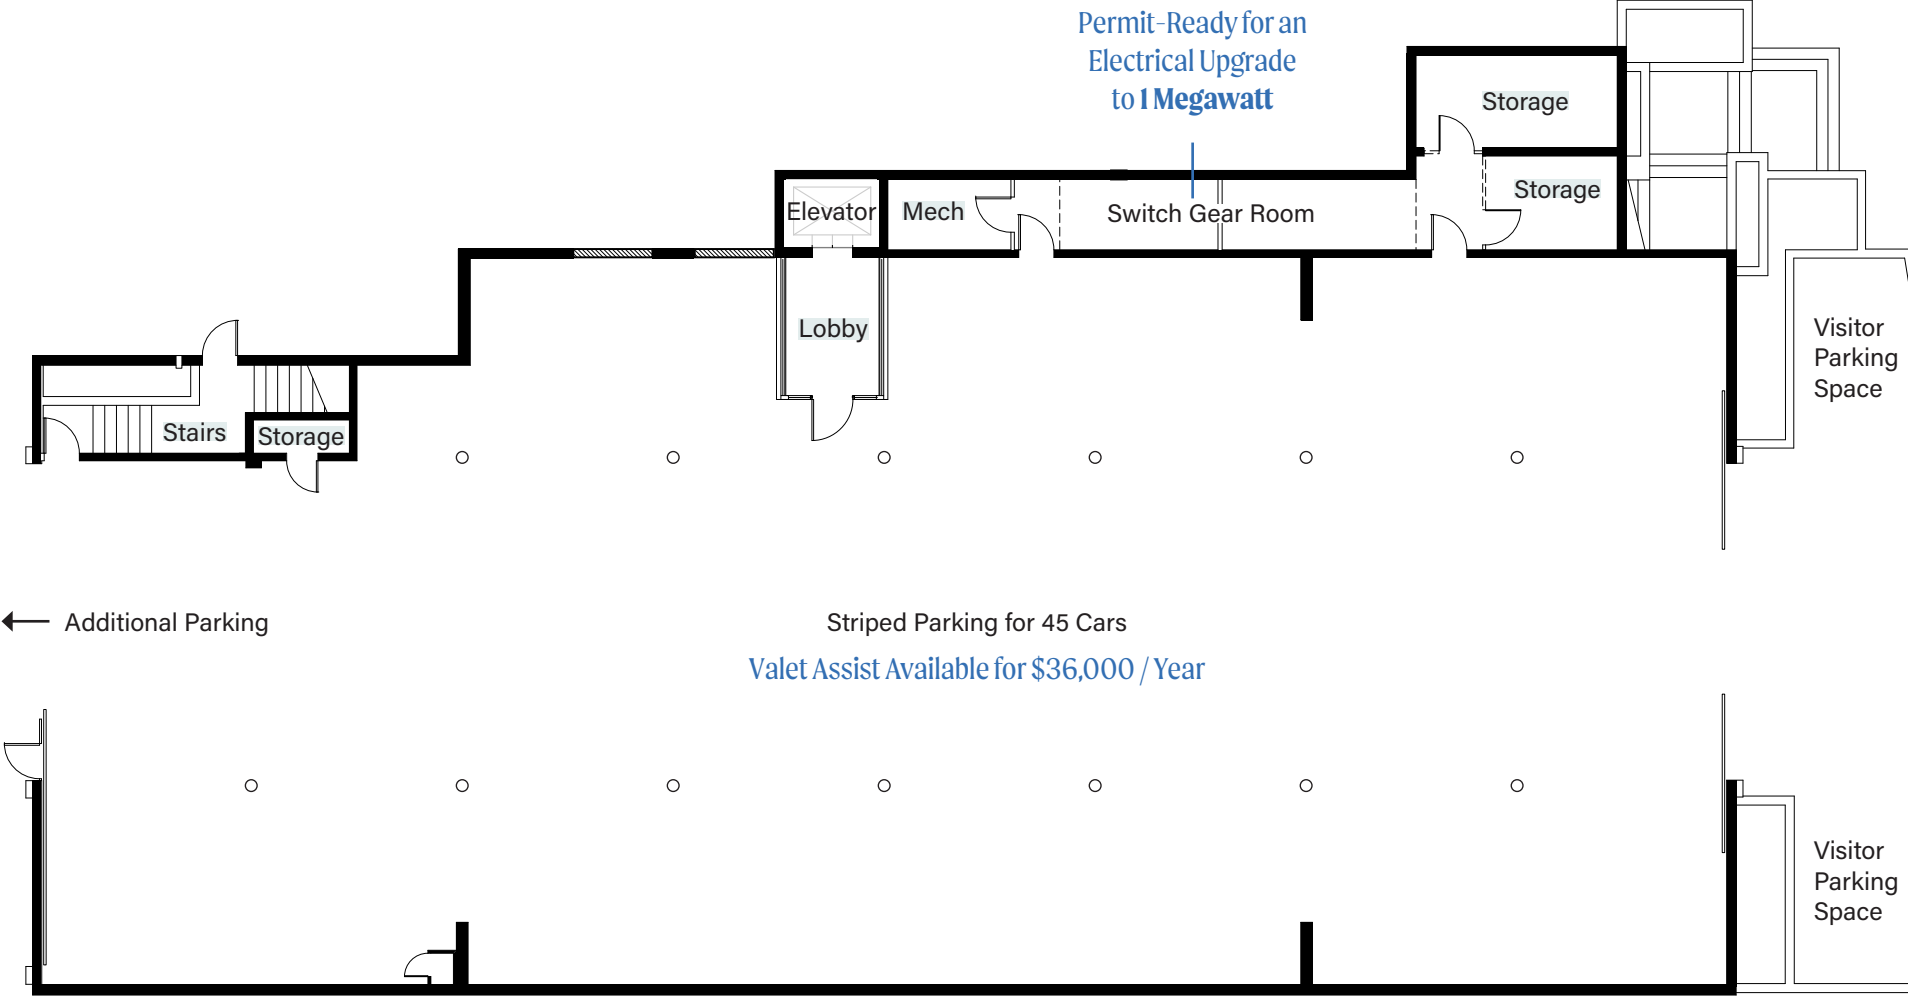 Permit-Ready for an
Electrical Upgrade
to 1 Megawatt
Storage
Storage
Elevator
Mech
Switch Gear Room
Lobby
Visitor
Parking
Space
Stairs
Storage
Additional Parking
Striped Parking for 45 Cars
Valet Assist Available for $36,000 / Year
Visitor
Parking
Space